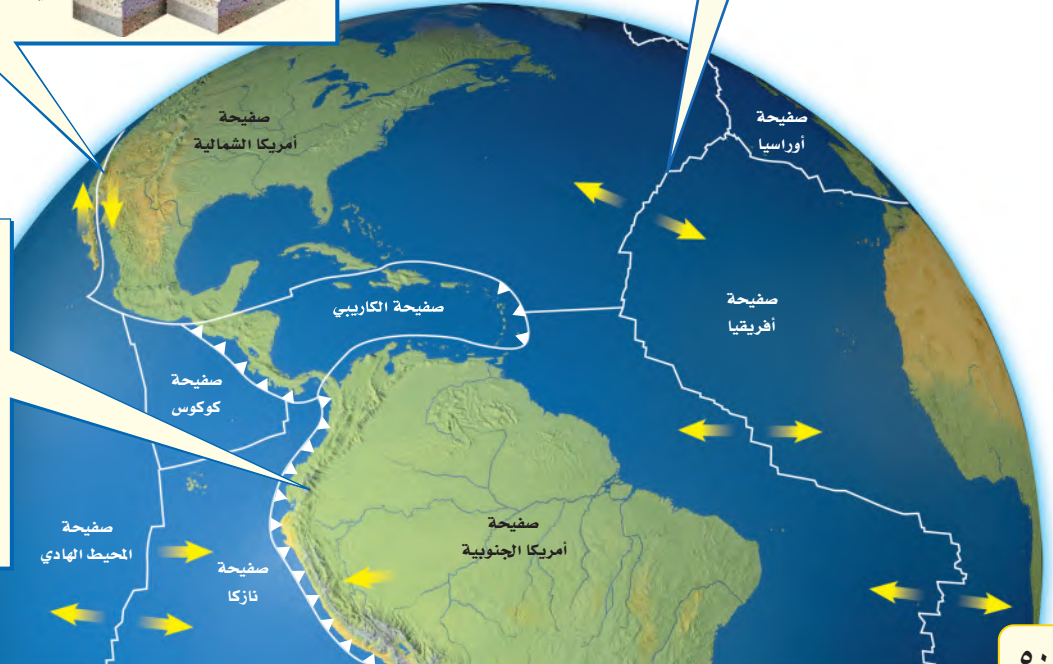 صفيحة
أمريكا الشمالية
صفيحة
أوراسيا
صفيحة
أفريقيا
صفيحة الكاريبي
صفيحة
كوكوس
صفيحة
أمريكا الجنوبية
صفيحة
المحيط الهادي
صفيحة
نازكا
٥٠